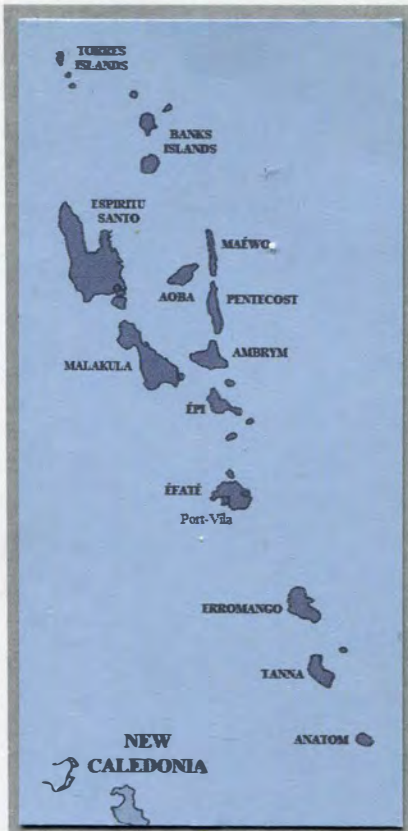 TORRES
ISLANDS
BANKS
ISLANDS
ESPIRITU
SANTO
MAÉWO
AOBA
PENTECOST
AMBRYM
MALAKULA
ÉPI
ÉFATÉ
Port-Vila
ERROMANGO
TANNA
ANATOM
NEW
CALEDONIA